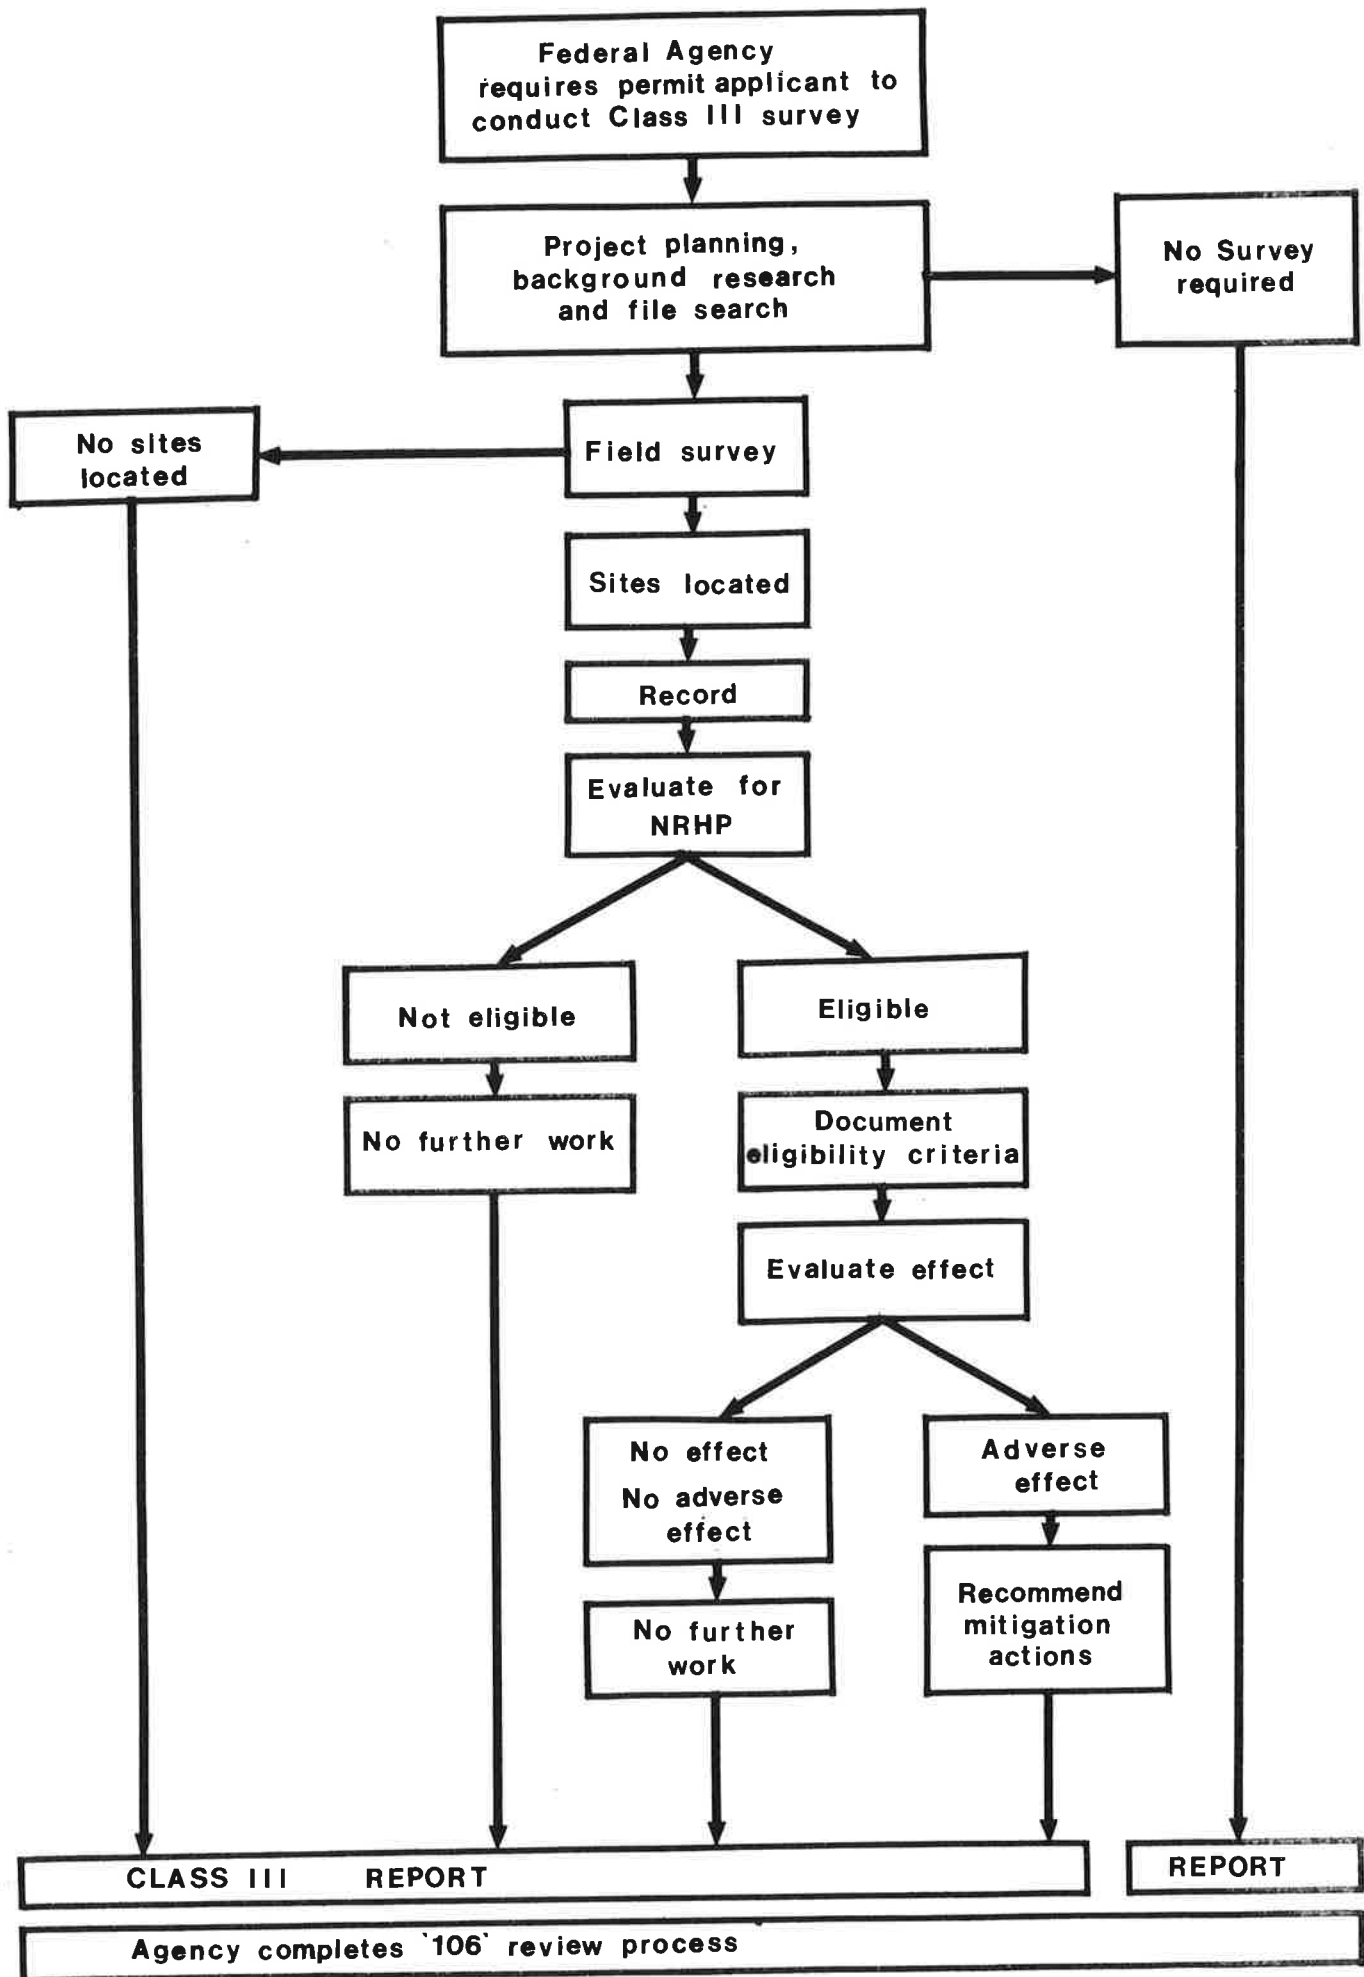 Federal Agency
requires permit applicant to
conduct Class III survey
Project planning,
background research
and file search
No Survey
required
No sites
located
Field survey
Sites located
Record
Evaluate for
NRHP
Not eligible
Eligible
No further work
Document
eligibility criteria
Evaluate effect
No effect
No adverse
effect
Adverse
effect
No further
work
Recommend
mitigation
actions
CLASS III REPORT
REPORT
Agency completes '106' review process